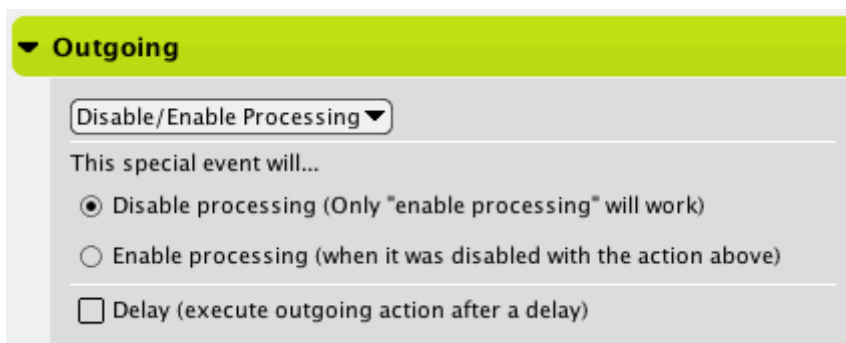 Outgoing
Disable/Enable Processing
This special event will...
Disable processing (Only "enable processing" will work)
Enable processing (when it was disabled with the action above)
Delay (execute outgoing action after a delay)